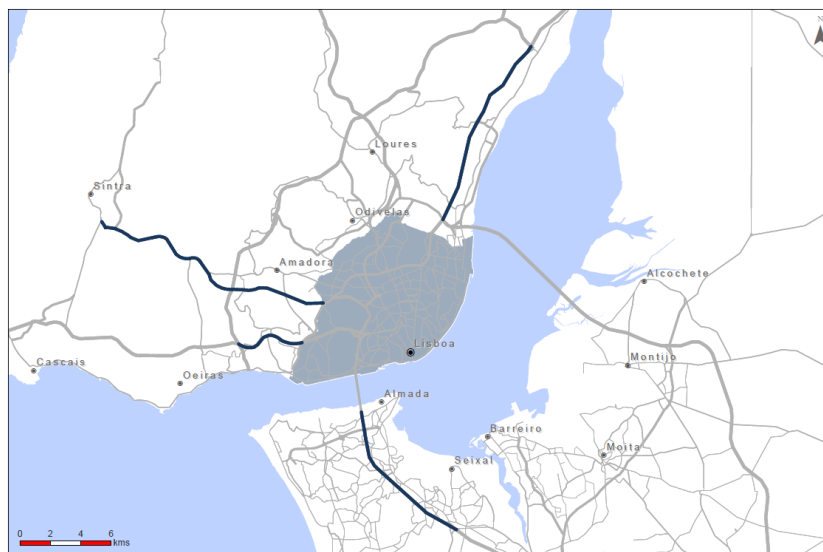 N
Loures
Sintra
Odivelas
Amadora
Alcochete
Lisboa
Montijo
Cascais
Oeiras
Almada
Barreiro
Moita
Seixal
0 2 4 6
kms